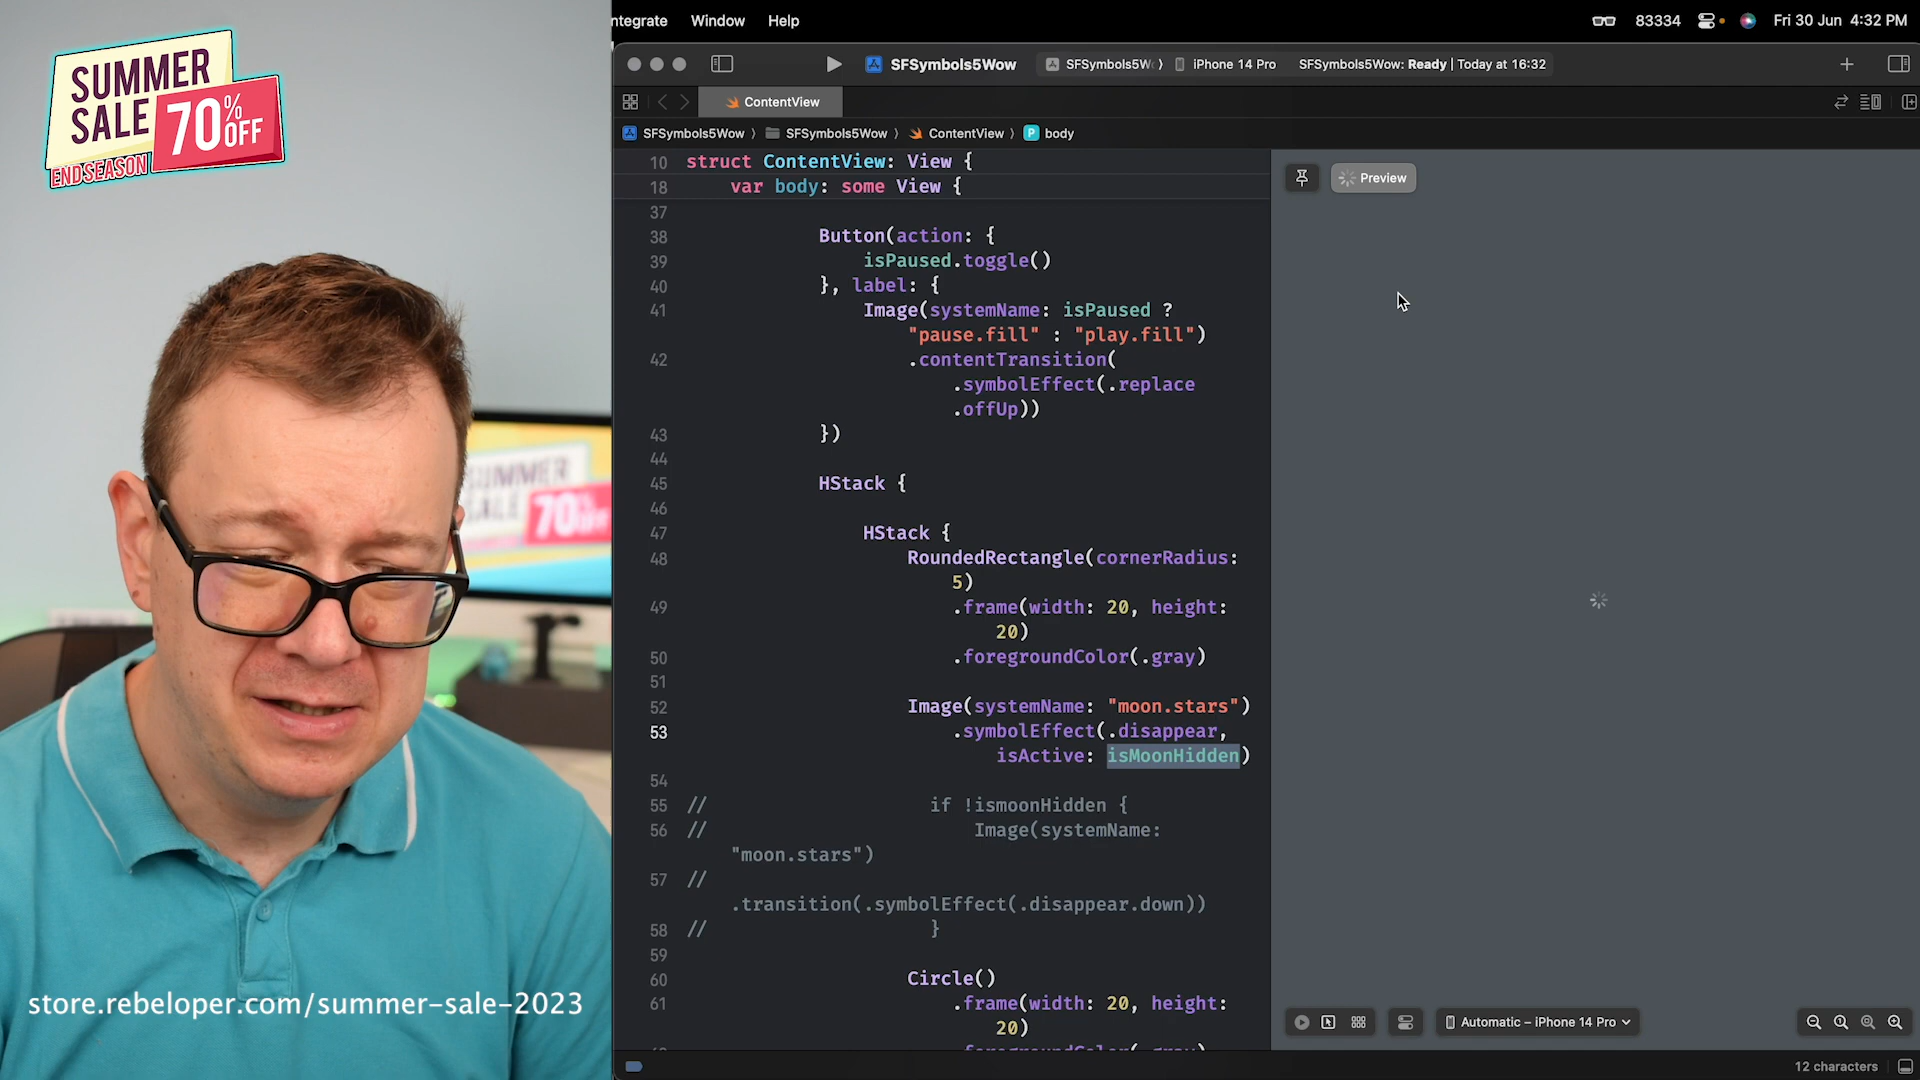 SUMMER
SALE
70% OFF
END SEASON
SUMMER
SALE
70%
store.rebeloper.com/summer-sale-2023
ntegrate Window Help 83334 Fri 30 Jun 4:32 PM
SFSymbols5Wow SFSymbols5W iPhone 14 Pro SFSymbols5Wow: Ready | Today at 16:32
ContentView
SFSymbols5Wow SFSymbols5Wow ContentView P body
10 struct ContentView: View {
18 var body: some View {
37
38 Button(action: {
39 isPaused.toggle()
40 }, label: {
41 Image(systemName: isPaused ?
"pause.fill" : "play.fill")
42 .contentTransition(
.symbolEffect(.replace
.offUp))
43 })
44
45 HStack {
46
47 HStack {
48 RoundedRectangle(cornerRadius:
5)
49 .frame(width: 20, height:
20)
50 .foregroundColor(.gray)
51
52 Image(systemName: "moon.stars")
53 .symbolEffect(.disappear,
isActive: isMoonHidden)
54
55 // if !ismoonHidden {
56 // Image(systemName:
"moon.stars")
57 //
.transition(.symbolEffect(.disappear.down))
58 // }
59
60 Circle()
61 .frame(width: 20, height:
20)
.foregroundColor(.gray)
Preview
Automatic – iPhone 14 Pro
12 characters